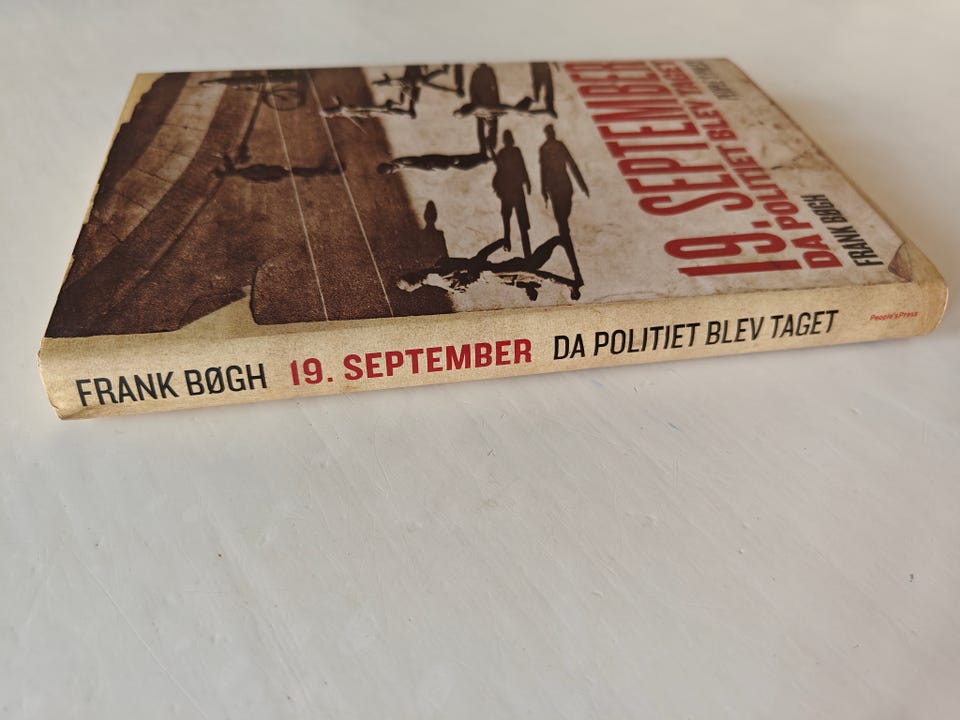 19. SEPTEMBER
DA POLITIET BLEV TAGET
FRANK BØGH
FRANK BØGH 19. SEPTEMBER DA POLITIET BLEV TAGET People'sPress